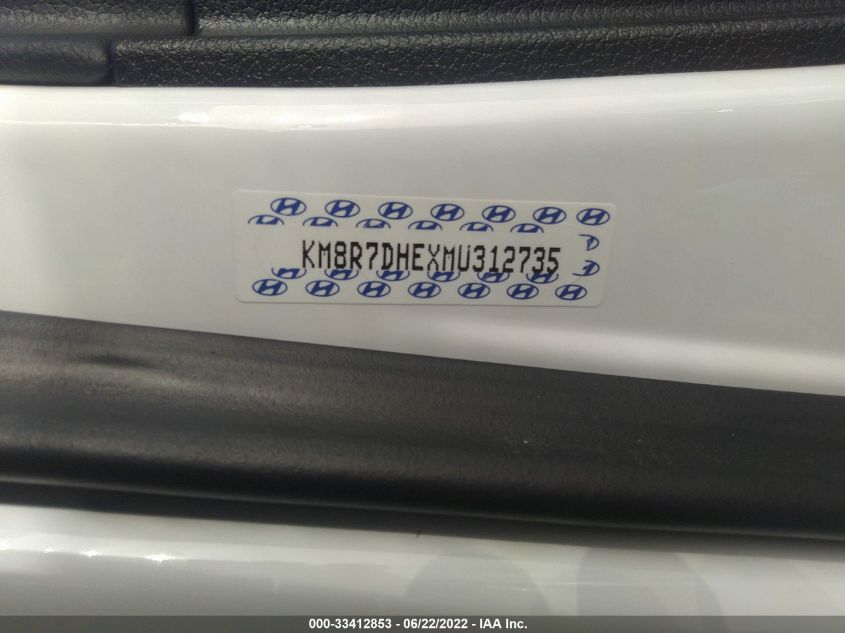 KM8R7DHEXMU312735
000-33412853 - 06/22/2022 - IAA Inc.